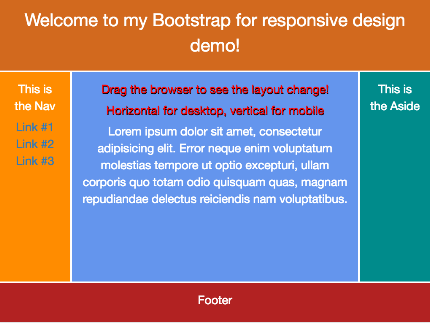 Welcome to my Bootstrap for responsive design
demo!
This is
the Nav
Link #1
Link #2
Link #3
Drag the browser to see the layout change!
Horizontal for desktop, vertical for mobile
Lorem ipsum dolor sit amet, consectetur
adipisicing elit. Error neque enim voluptatum
molestias tempore ut optio excepturi, ullam
corporis quo totam odio quisquam quas, magnam
repudiandae delectus reiciendis nam voluptatibus.
This is
the Aside
Footer